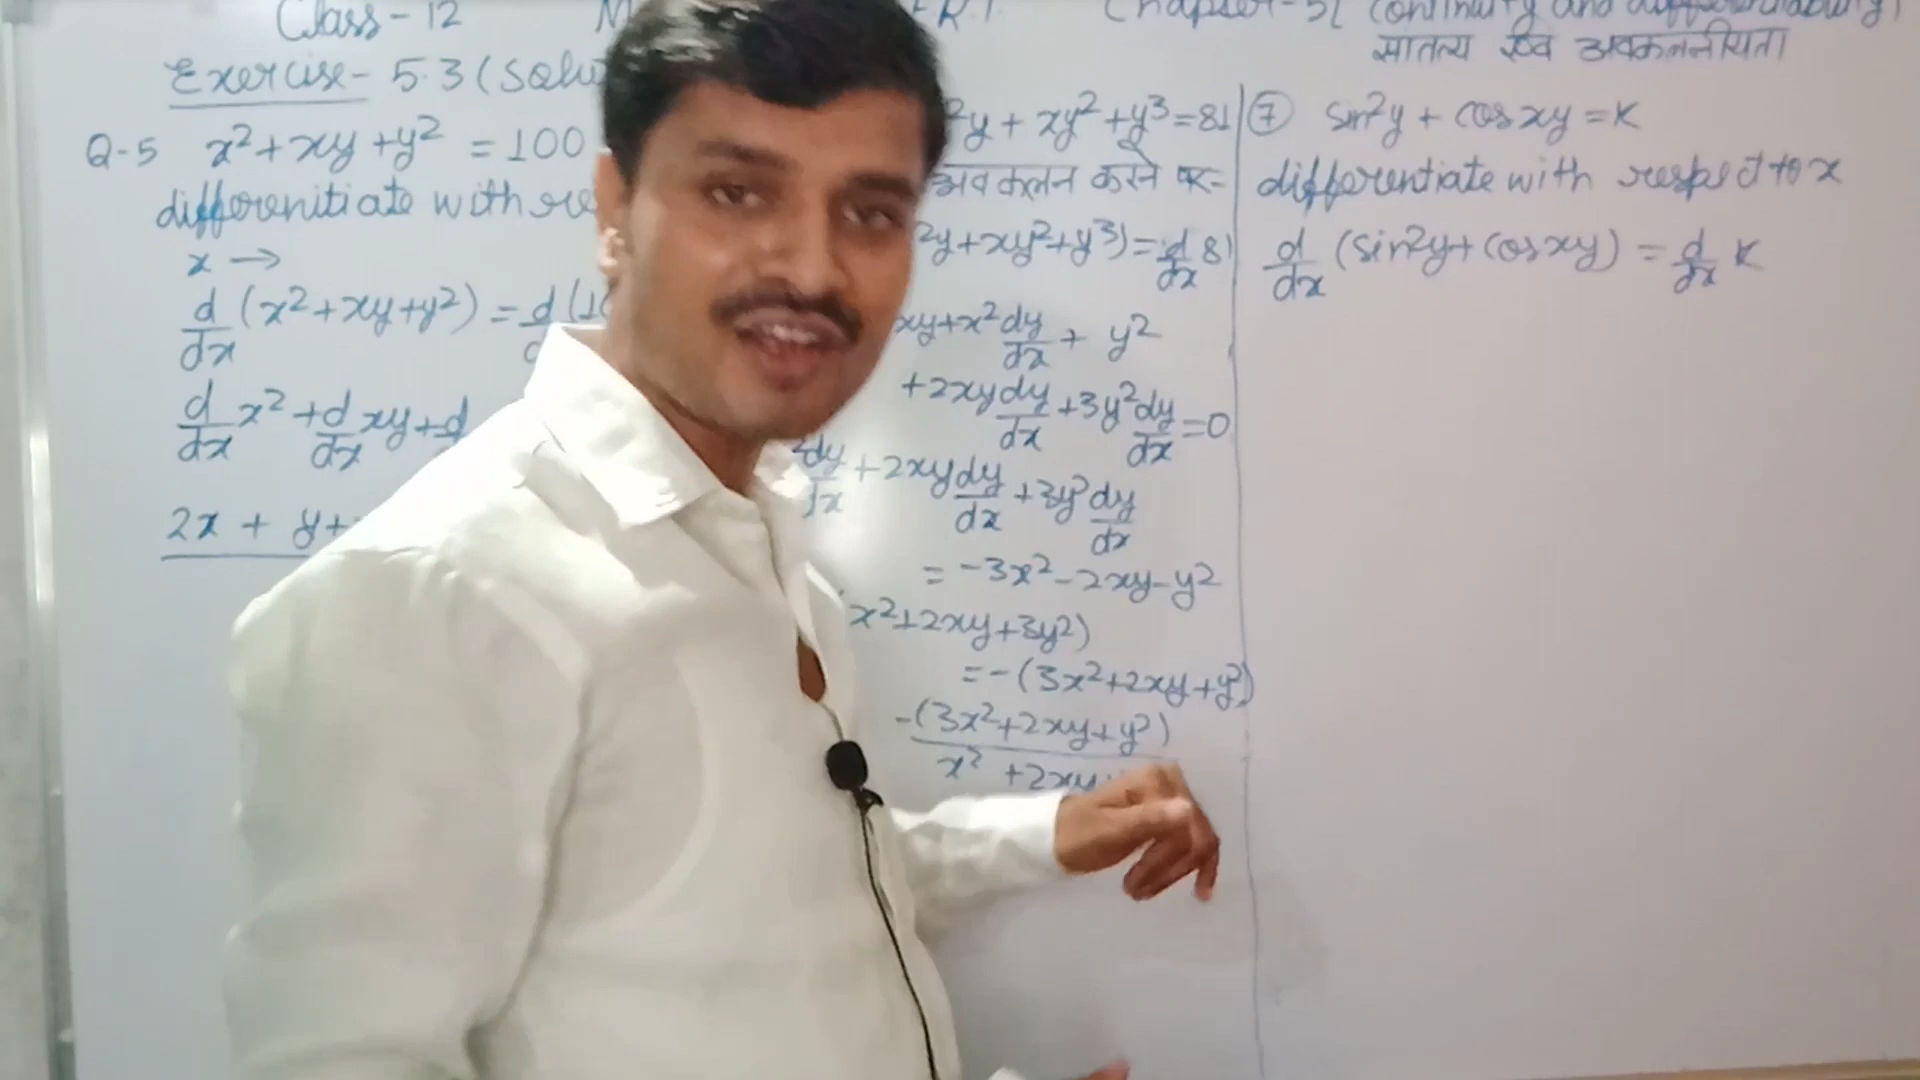 Class-12
Continuity and differentiability)
सातत्य एवं अवकलनीयता
Exercise- 5.3 (Solu
Q-5 x²+xy+y² =100
differenitiate with re
x →
d/dx (x²+xy+y²) = d
d/dx x² + d/dx xy + d
2x + y+
²y + xy² + y³ = 81
अवकलन करने पर-
²y+xy²+y³) = d/dx 81
xy+x² dy/dx + y²
+2xy dy/dx +3y² dy/dx =0
dy/dx +2xy dy/dx +3y² dy/dx
= -3x²-2xy-y²
x²+2xy+3y²)
=-(3x²+2xy+y²)
-(3x²+2xy+y²)
x² +2xy
⑦ sin²y + cos xy = K
differentiate with respect to x
d/dx (sin²y+cos xy) = d/dx K